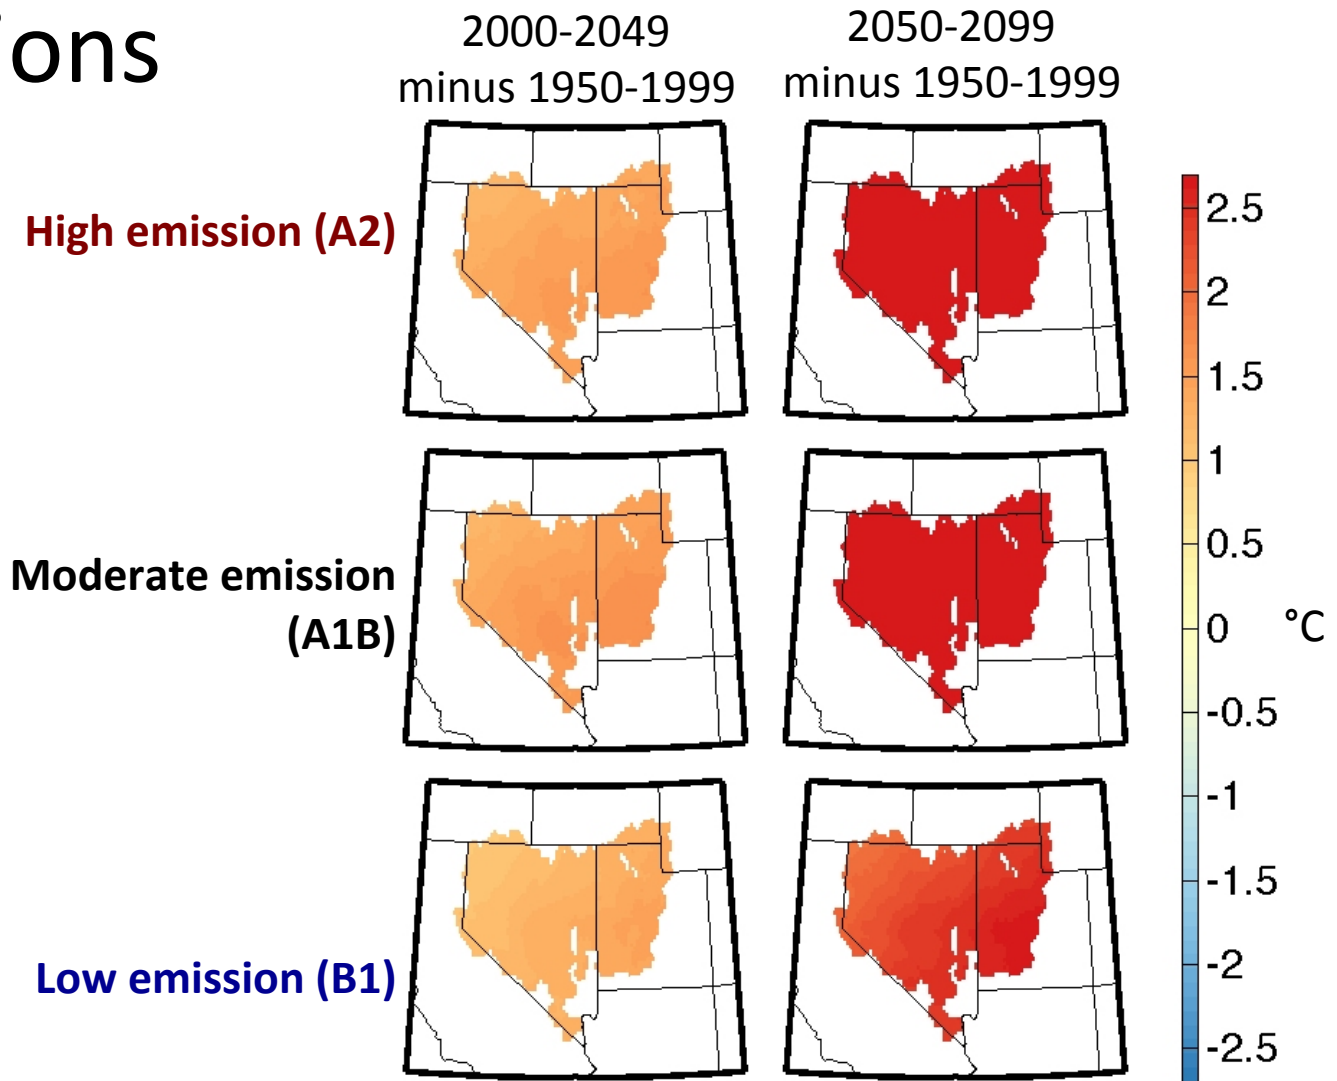 ions
2000-2049
minus 1950-1999
2050-2099
minus 1950-1999
High emission (A2)
Moderate emission
(A1B)
Low emission (B1)
2.5
2
1.5
1
0.5
0
-0.5
-1
-1.5
-2
-2.5
°C